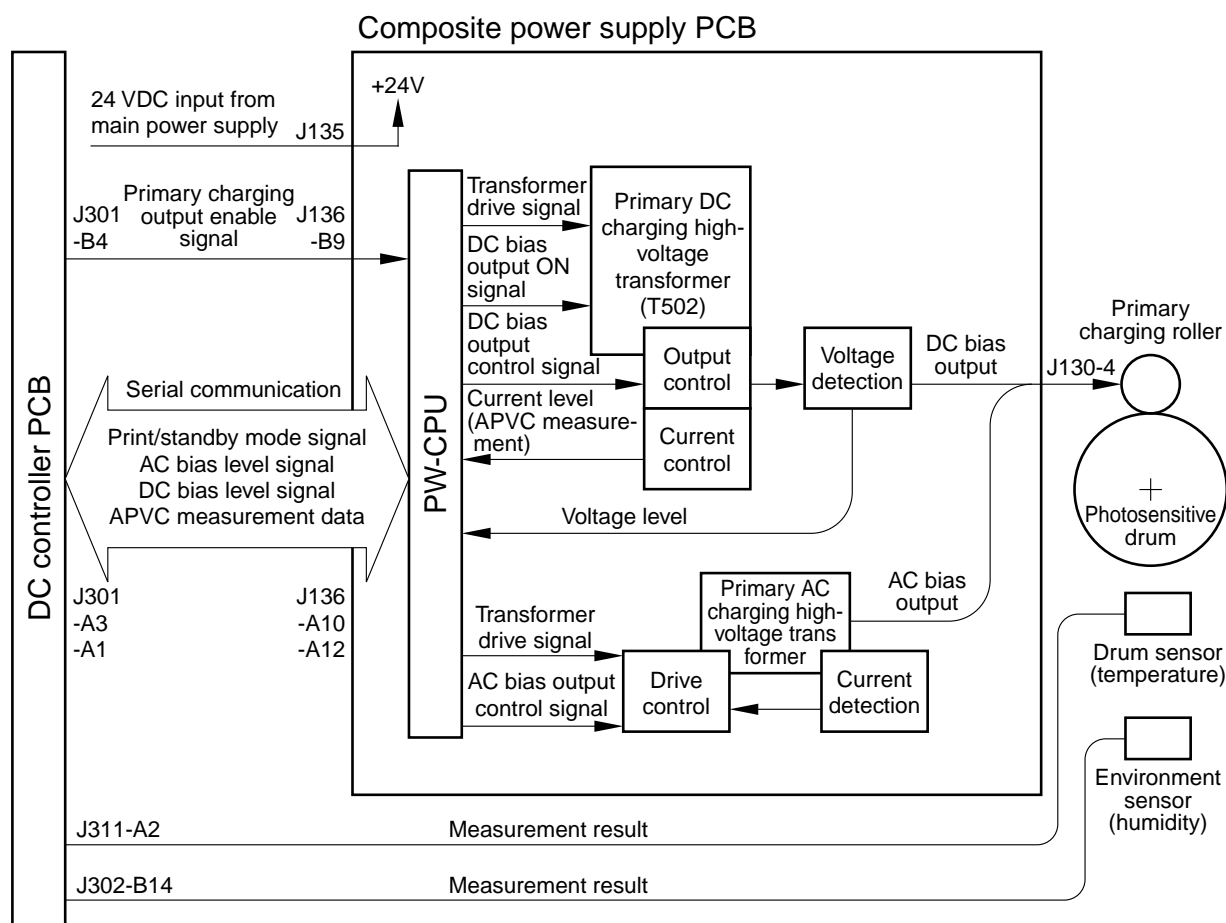 Composite power supply PCB
24 VDC input from
main power supply
J135
+24V
Primary charging
output enable
signal
J301
-B4
J136
-B9
Transformer
drive signal
DC bias
output ON
signal
DC bias
output
control signal
Current level
(APVC measure-
ment)
Primary DC
charging high-
voltage
transformer
(T502)
Output
control
Current
control
Voltage
detection
DC bias
output
J130-4
Primary
charging roller
Photosensitive
drum
Serial communication
Print/standby mode signal
AC bias level signal
DC bias level signal
APVC measurement data
DC controller PCB
PW-CPU
Voltage level
J301
-A3
-A1
J136
-A10
-A12
Transformer
drive signal
AC bias output
control signal
Primary AC
charging high-
voltage trans
former
Drive
control
Current
detection
AC bias
output
Drum sensor
(temperature)
Environment
sensor
(humidity)
J311-A2
Measurement result
J302-B14
Measurement result